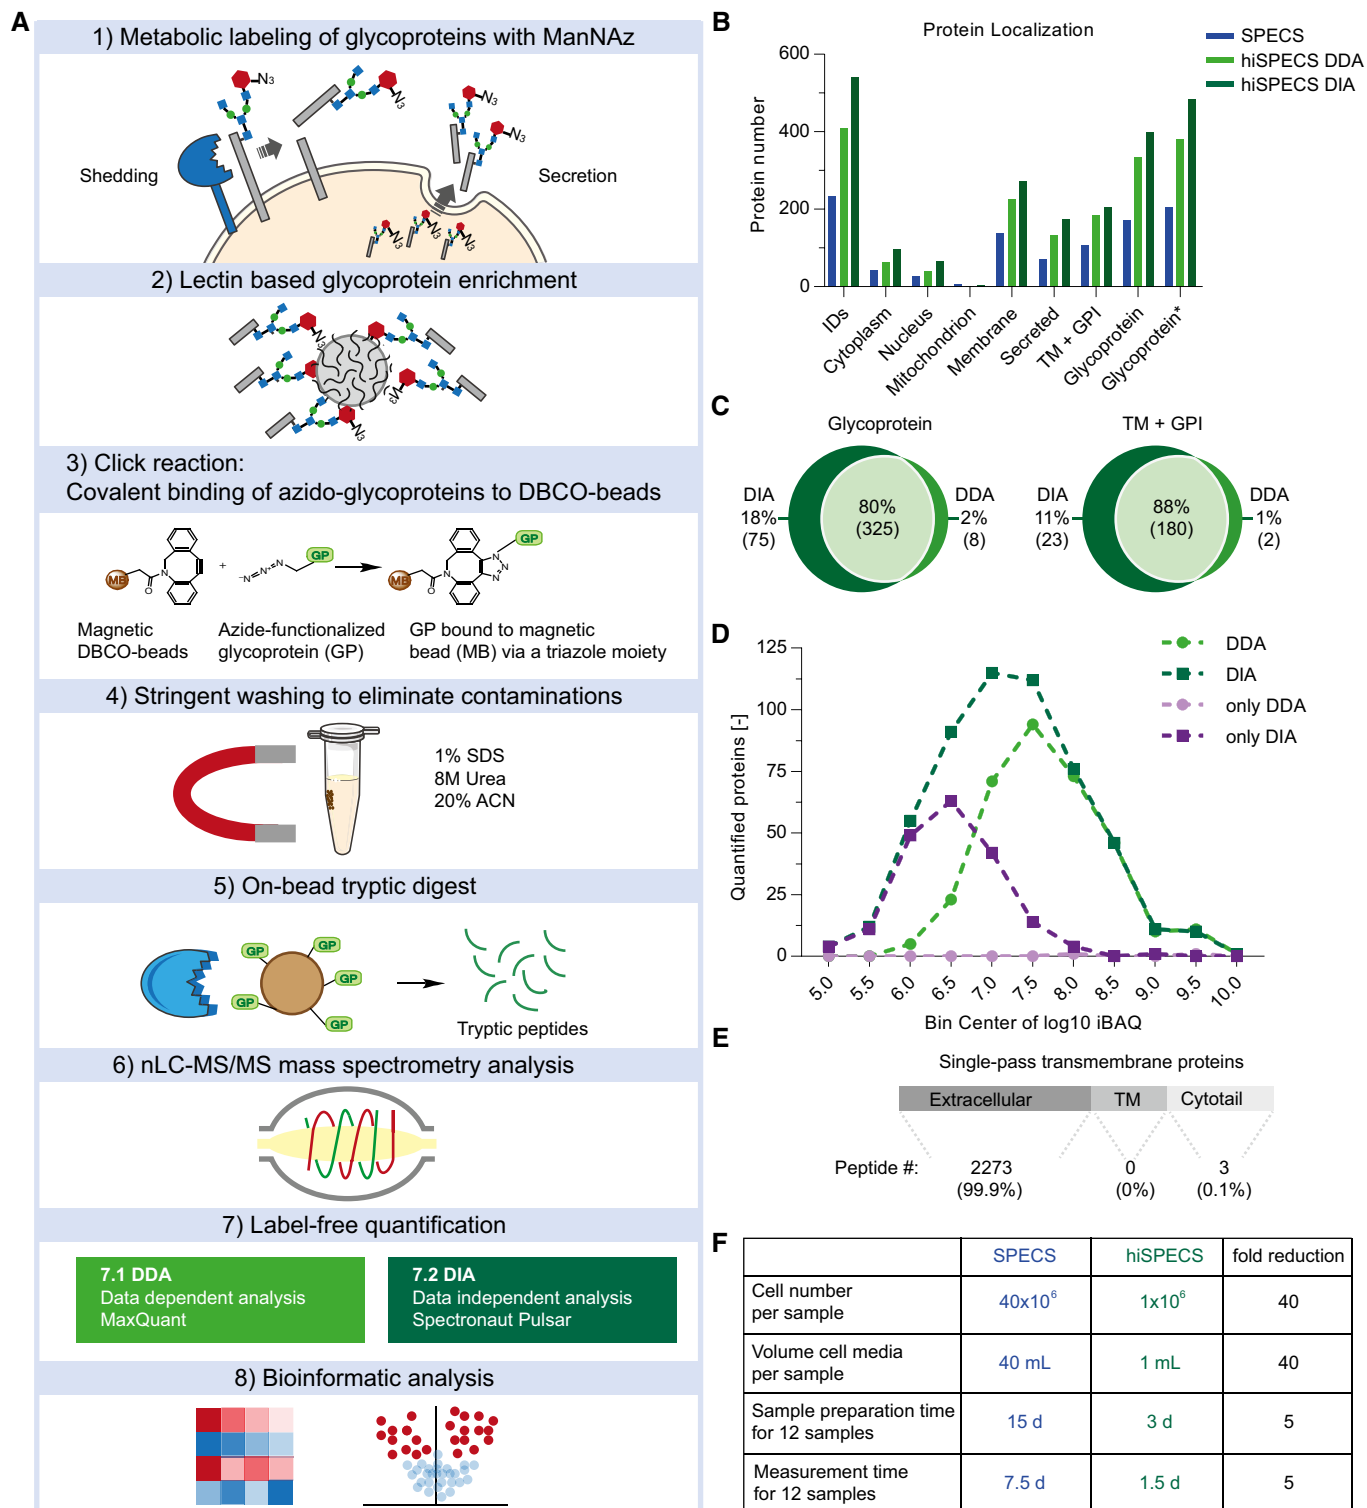 A
1) Metabolic labeling of glycoproteins with ManNAz
N3
N3
N3
N3
Shedding
Secretion
N3
N3
N3
2) Lectin based glycoprotein enrichment
N3
N3
N3
3) Click reaction:
Covalent binding of azido-glycoproteins to DBCO-beads
MB
O
N
+
⁻N=N⁺=N
GP
MB
O
N
N
N
N
GP
Magnetic
DBCO-beads
Azide-functionalized
glycoprotein (GP)
GP bound to magnetic
bead (MB) via a triazole moiety
4) Stringent washing to eliminate contaminations
1% SDS
8M Urea
20% ACN
5) On-bead tryptic digest
GP
GP
GP
GP
GP
Tryptic peptides
6) nLC-MS/MS mass spectrometry analysis
7) Label-free quantification
7.1 DDA
Data dependent analysis
MaxQuant
7.2 DIA
Data independent analysis
Spectronaut Pulsar
8) Bioinformatic analysis
B
Protein Localization
SPECS
hiSPECS DDA
hiSPECS DIA
Protein number
600
400
200
0
IDs
Cytoplasm
Nucleus
Mitochondrion
Membrane
Secreted
TM + GPI
Glycoprotein
Glycoprotein*
C
Glycoprotein
DIA
18%
(75)
80%
(325)
DDA
2%
(8)
TM + GPI
DIA
11%
(23)
88%
(180)
DDA
1%
(2)
D
DDA
DIA
only DDA
only DIA
Quantified proteins [-]
125
100
75
50
25
0
5.0 5.5 6.0 6.5 7.0 7.5 8.0 8.5 9.0 9.5 10.0
Bin Center of log10 iBAQ
E
Single-pass transmembrane proteins
Extracellular TM Cytotail
Peptide #: 2273 0 3
(99.9%) (0%) (0.1%)
F
SPECS hiSPECS fold reduction
Cell number
per sample
40x10⁶ 1x10⁶ 40
Volume cell media
per sample
40 mL 1 mL 40
Sample preparation time
for 12 samples
15 d 3 d 5
Measurement time
for 12 samples
7.5 d 1.5 d 5